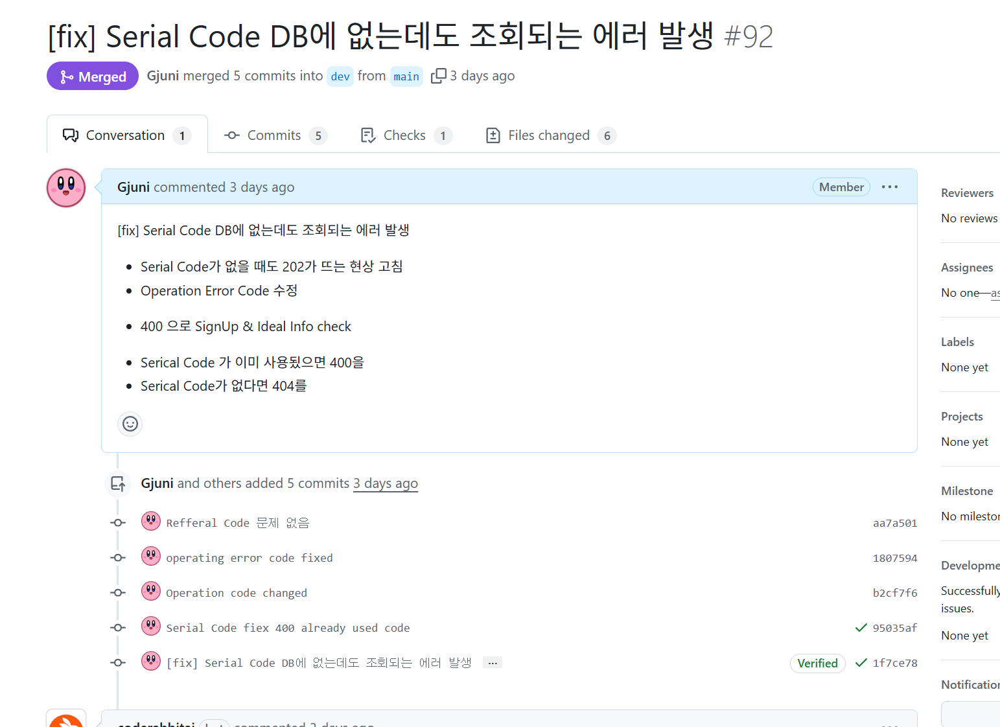 [fix] Serial Code DB에 없는데도 조회되는 에러 발생 #92
Merged Gjuni merged 5 commits into dev from main 3 days ago
Conversation 1 Commits 5 Checks 1 Files changed 6
Gjuni commented 3 days ago Member
[fix] Serial Code DB에 없는데도 조회되는 에러 발생
Serial Code가 없을 때도 202가 뜨는 현상 고침
Operation Error Code 수정
400 으로 SignUp & Ideal Info check
Serical Code 가 이미 사용됬으면 400을
Serical Code가 없다면 404를
Gjuni and others added 5 commits 3 days ago
Refferal Code 문제 없음 aa7a501
operating error code fixed 1807594
Operation code changed b2cf7f6
Serial Code fiex 400 already used code 95035af
[fix] Serial Code DB에 없는데도 조회되는 에러 발생 ... Verified 1f7ce78
coderabbitai bot commented 3 days ago
Reviewers
No reviews
Assignees
No one—as
Labels
None yet
Projects
None yet
Milestone
No mileston
Developme
Successfully
issues.
None yet
Notification